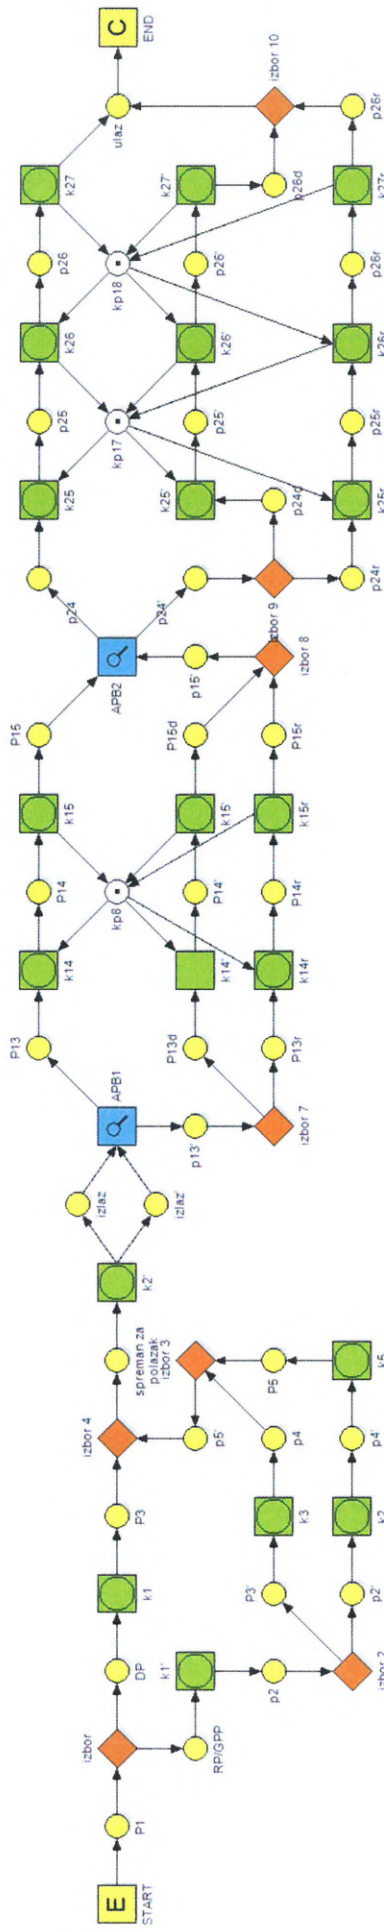 E
START
P1
izbor
DP
k1
P3
izbor 4
spreman za
polazak
k2'
izlaz
izlaz'
RP/GPP
k1'
p2
izbor 2
P3'
k3
p4
izbor 3
p5'
p2'
k2
p4'
k5
P5
APB1
P13
k14
P14
k15
P15
kp8
p13'
izbor 7
P13d
k14'
P14'
k15'
P15d
P13r
k14r
P14r
k15r
P15r
izbor 8
p15'
APB2
p24
k25
p25
k26
p26
k27
ulaz
C
END
kp17
kp18
p24'
izbor 9
p24d
k25'
p25'
k26'
p26'
k27'
p26d
izbor 10
p24r
k25r
p25r
k26r
p26r
k27r
p26r